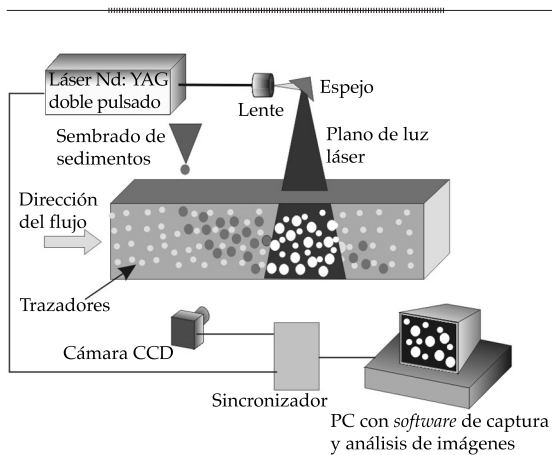 Láser Nd: YAG
doble pulsado
Lente
Espejo
Sembrado de
sedimentos
Plano de luz
láser
Dirección
del flujo
Trazadores
Cámara CCD
Sincronizador
PC con software de captura
y análisis de imágenes